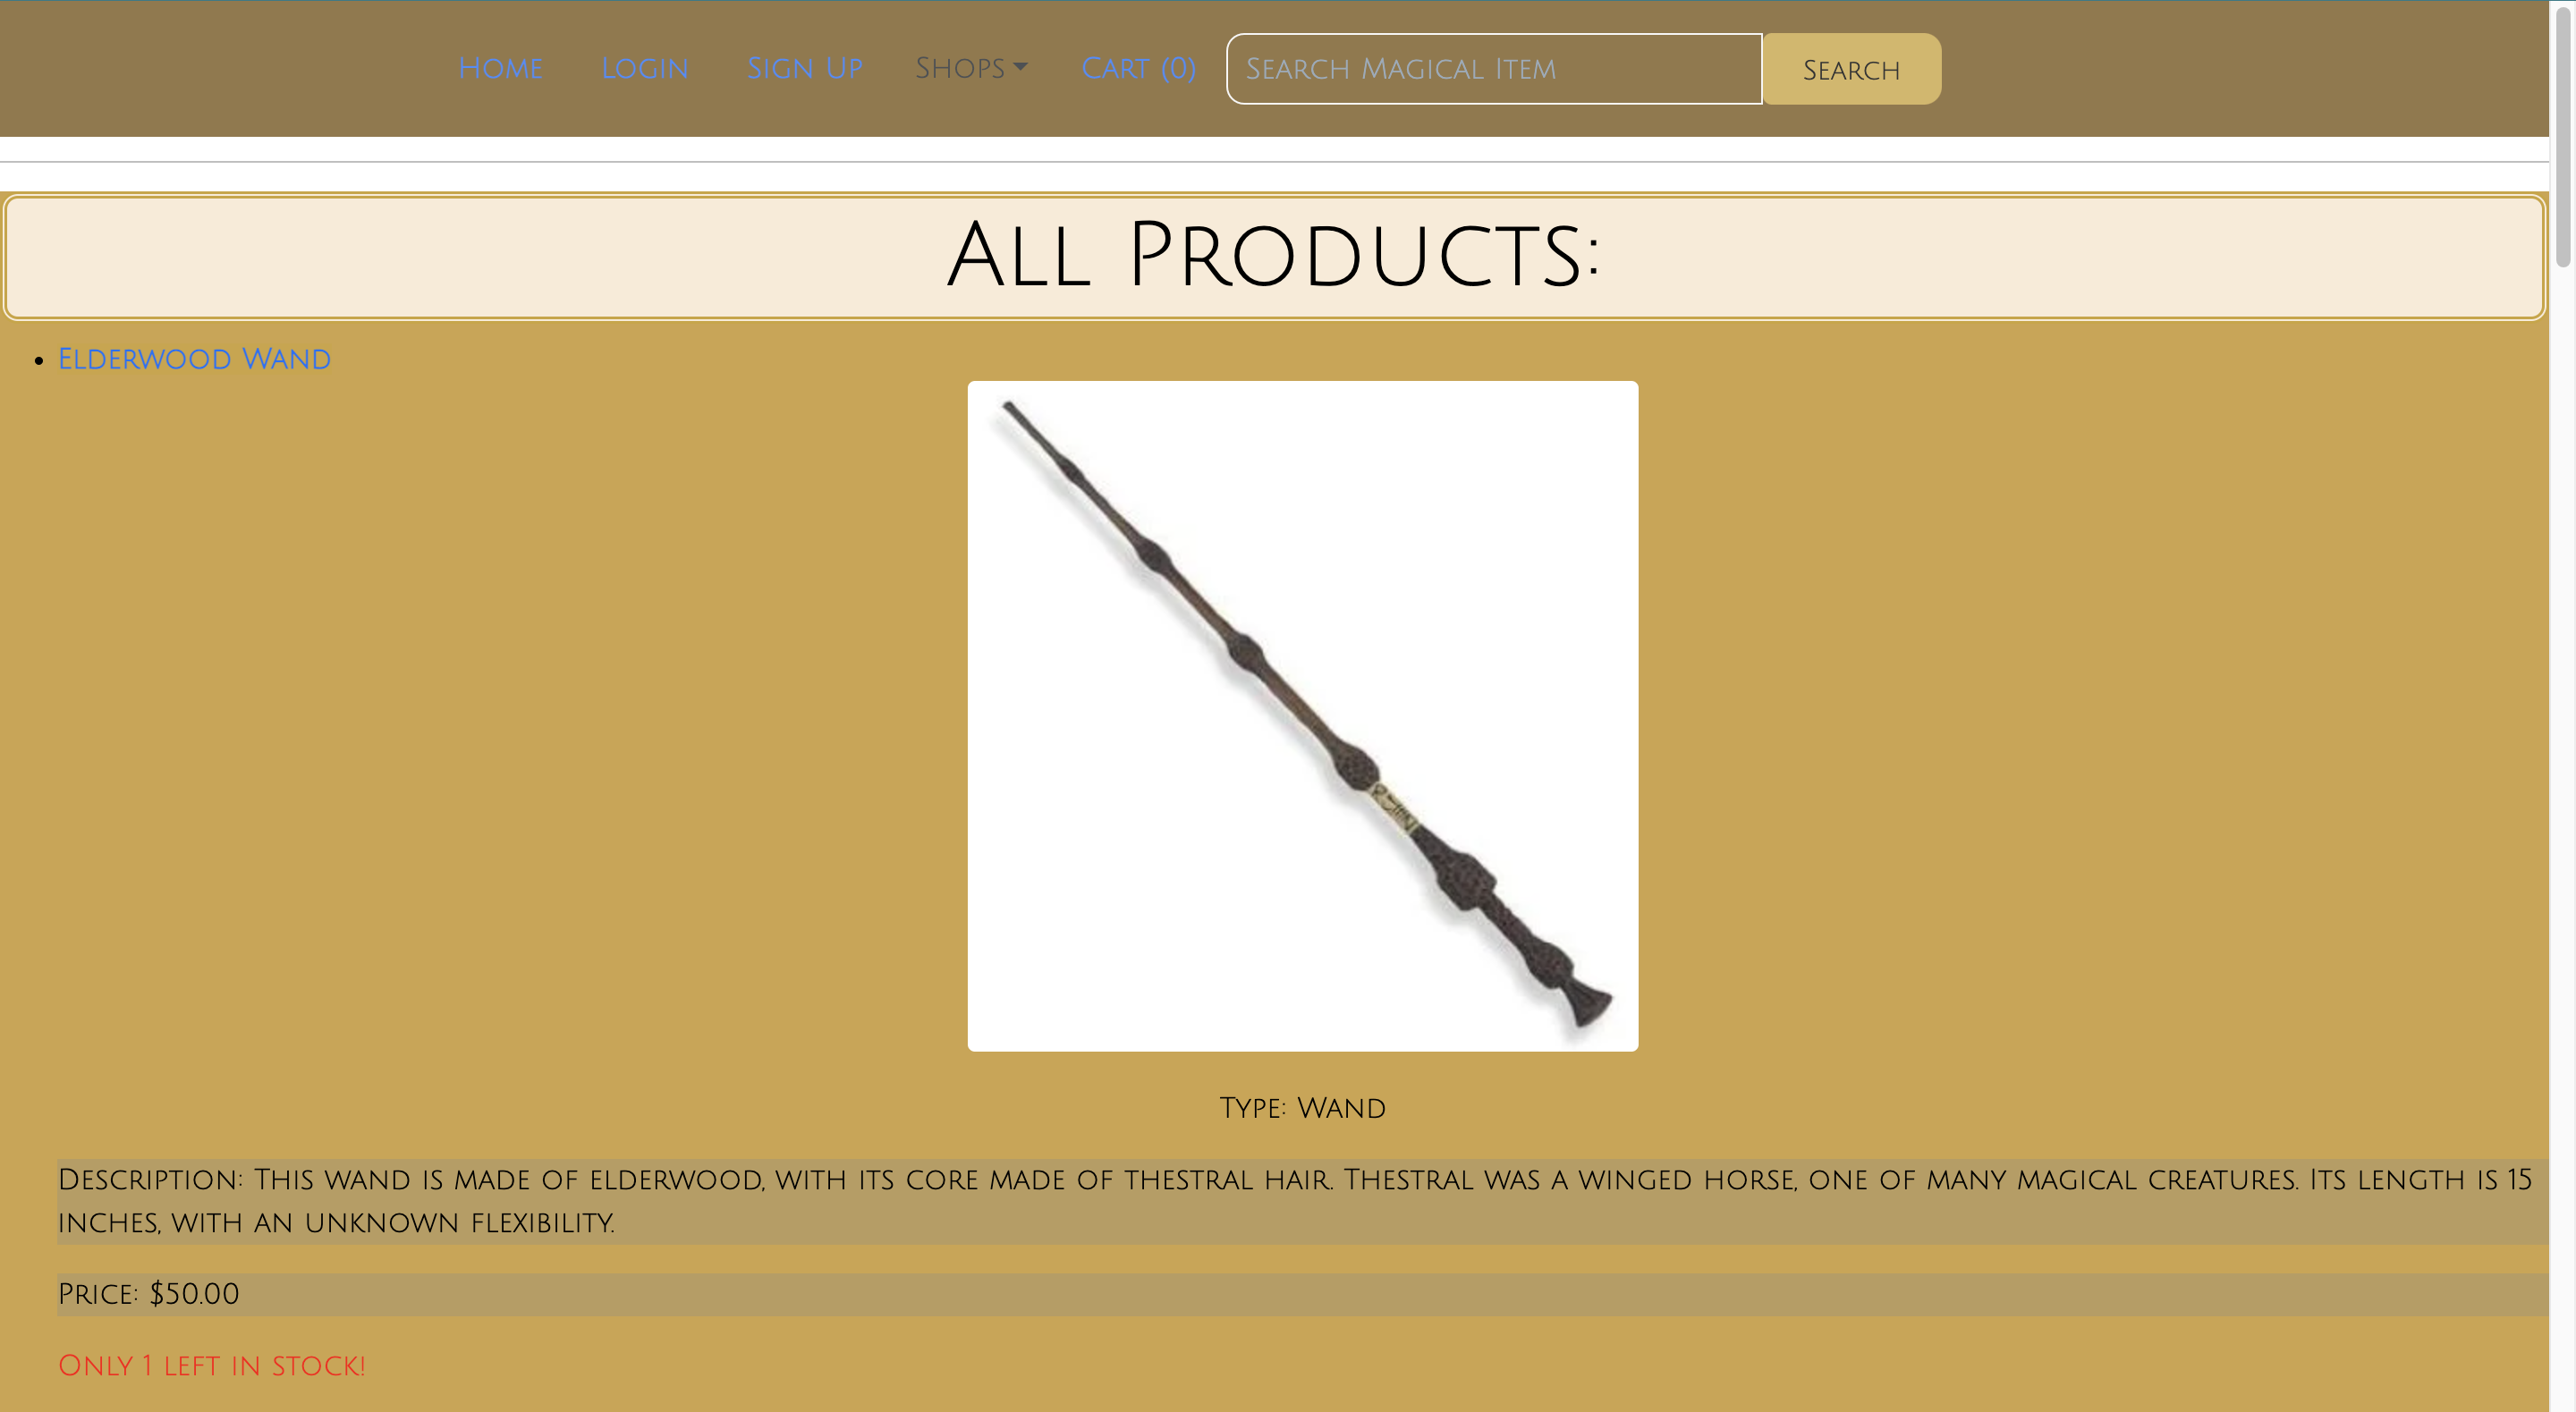 Home Login Sign Up Shops Cart (0) Search Magical Item Search
All Products:
Elderwood Wand
Type: Wand
Description: This wand is made of elderwood, with its core made of thestral hair. Thestral was a winged horse, one of many magical creatures. Its length is 15
inches, with an unknown flexibility.
Price: $50.00
Only 1 left in stock!